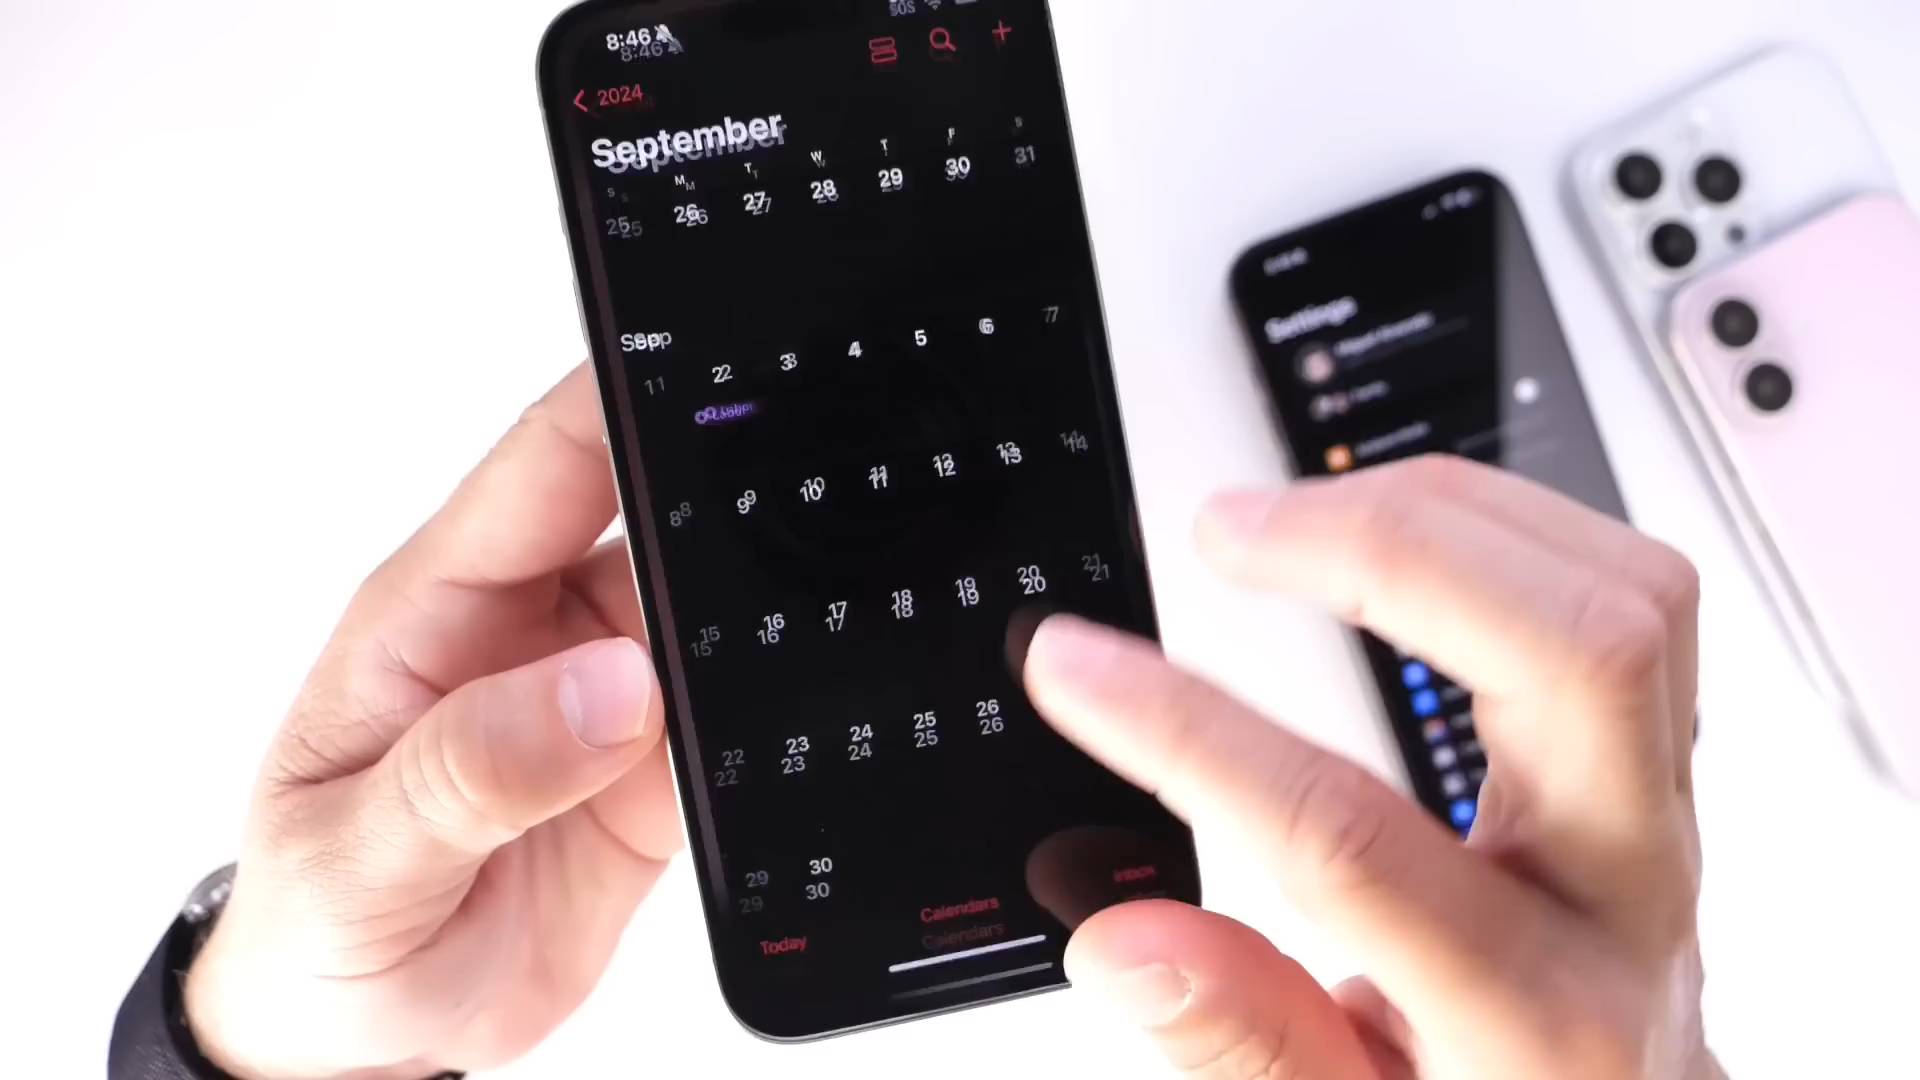 8:46
SOS
2024
September
S M T W T F S
25 26 27 28 29 30 31
Sep
1 2 3 4 5 6 7
8 9 10 11 12 13 14
15 16 17 18 19 20 21
22 23 24 25 26
29 30
Today Calendars Inbox
Settings